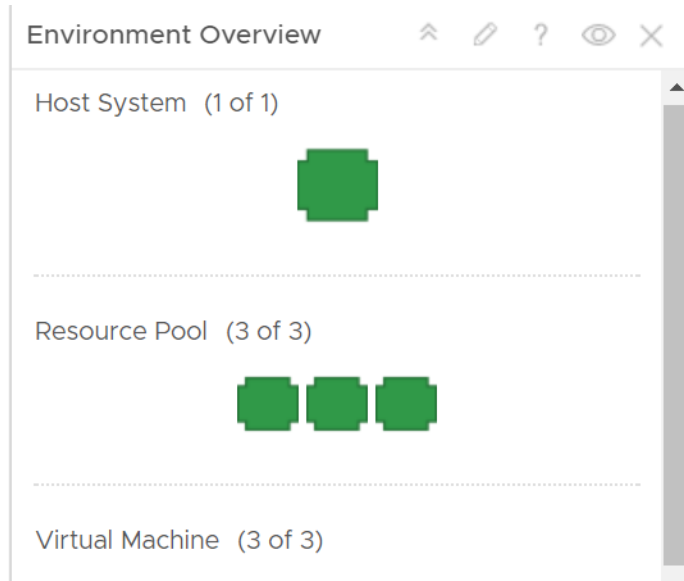 Environment Overview ?
Host System (1 of 1)
Resource Pool (3 of 3)
Virtual Machine (3 of 3)